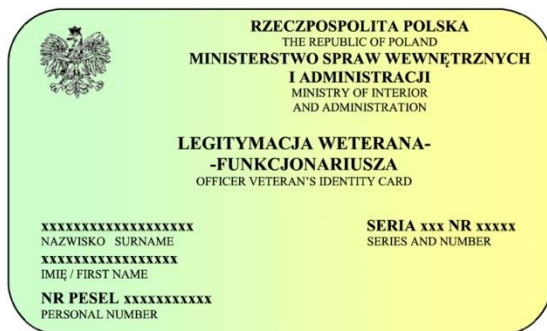 RZECZPOSPOLITA POLSKA
THE REPUBLIC OF POLAND
MINISTERSTWO SPRAW WEWNĘTRZNYCH
I ADMINISTRACJI
MINISTRY OF INTERIOR
AND ADMINISTRATION
LEGITYMACJA WETERANA-
-FUNKCJONARIUSZA
OFFICER VETERAN'S IDENTITY CARD
xxxxxxxxxxxxxxxxxxx
NAZWISKO SURNAME
xxxxxxxxxxxxxxxxx
IMIĘ / FIRST NAME
NR PESEL xxxxxxxxxxx
PERSONAL NUMBER
SERIA xxx NR xxxxx
SERIES AND NUMBER